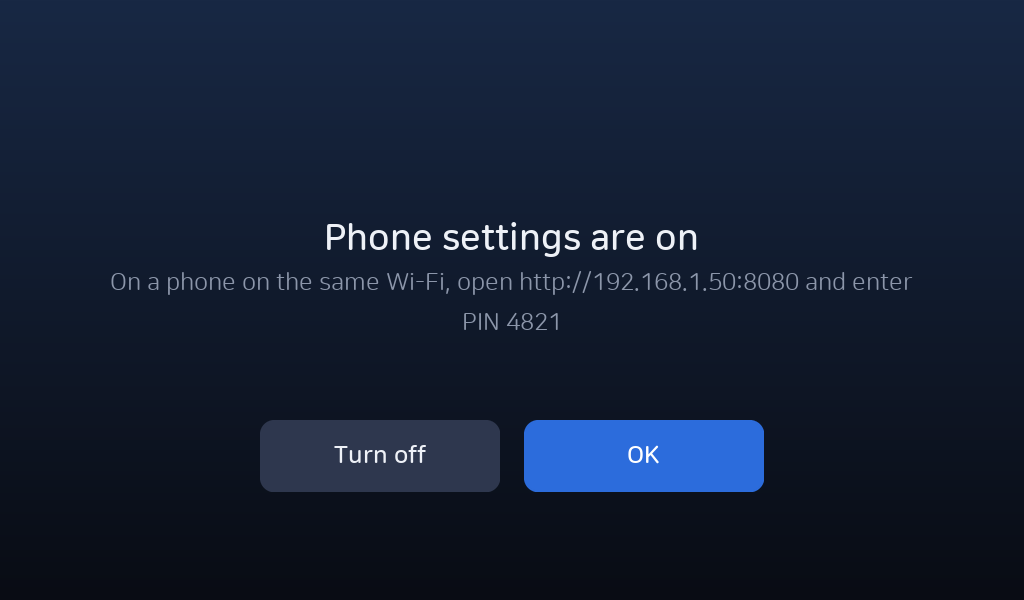 Phone settings are on
On a phone on the same Wi-Fi, open http://192.168.1.50:8080 and enter
PIN 4821
Turn off
OK